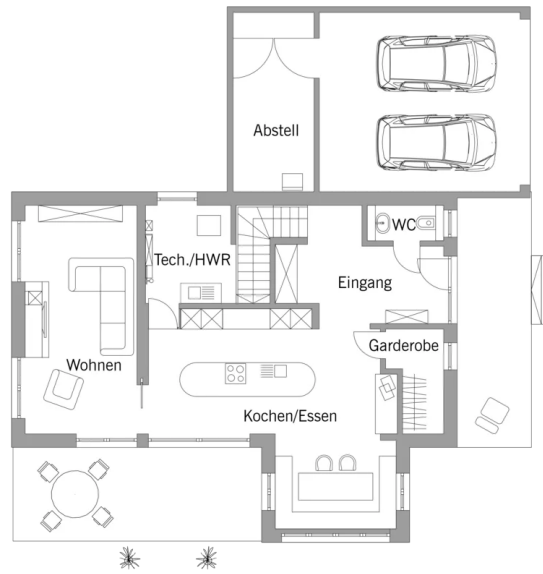 Abstell
WC
Tech./HWR
Eingang
Garderobe
Wohnen
Kochen/Essen